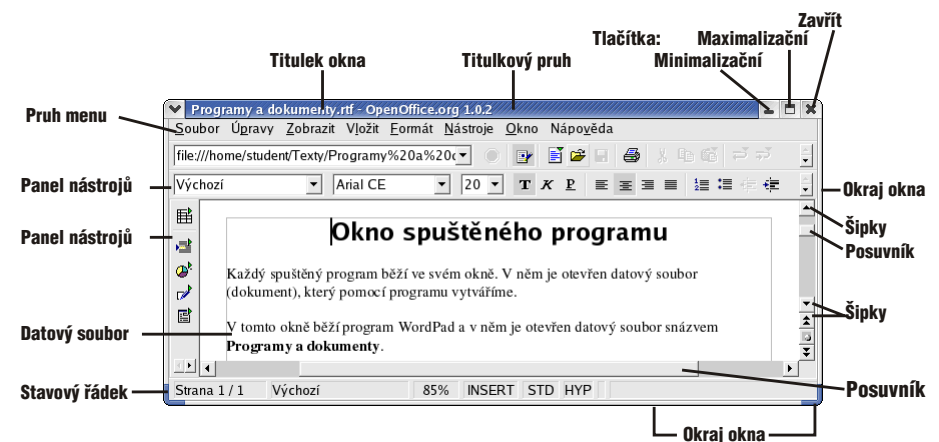 Zavřít
Tlačítka: Maximalizační
Titulek okna Titulkový pruh Minimalizační
Programy a dokumenty.rtf - OpenOffice.org 1.0.2
Pruh menu
Soubor Úpravy Zobrazit Vložit Formát Nástroje Okno Nápověda
file:///home/student/Texty/Programy%20a%20
Panel nástrojů Výchozí Arial CE 20 T K P Okraj okna
Šipky
Panel nástrojů Okno spuštěného programu
Posuvník
Každý spuštěný program běží ve svém okně. V něm je otevřen datový soubor
(dokument), který pomocí programu vytváříme.
Šipky
Datový soubor V tomto okně běží program WordPad a v něm je otevřen datový soubor snázvem
Programy a dokumenty.
Stavový řádek Strana 1 / 1 Výchozí 85% INSERT STD HYP Posuvník
Okraj okna